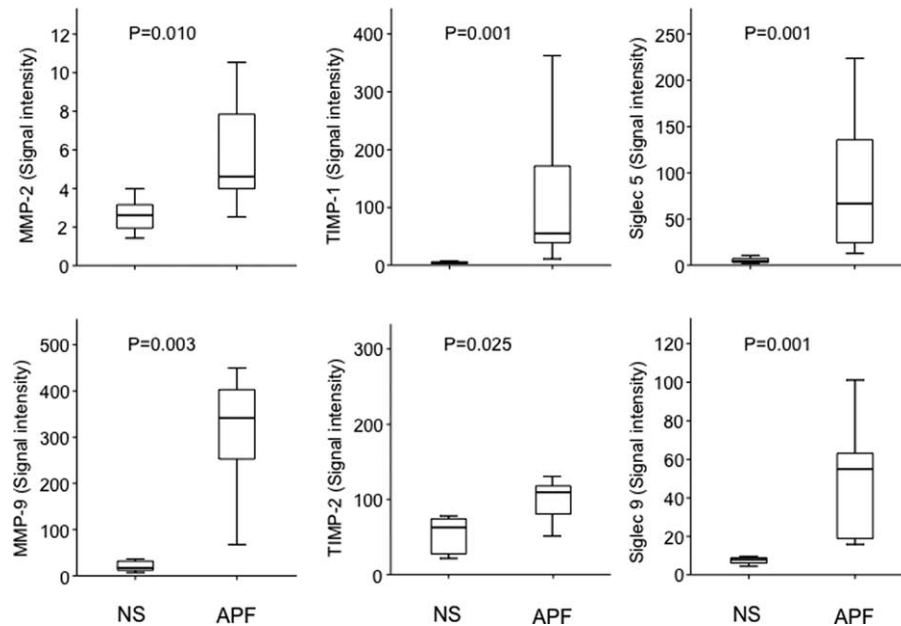 MMP-2 (Signal intensity)
12
10
8
6
4
2
0
P=0.010
TIMP-1 (Signal intensity)
400
300
200
100
0
P=0.001
Siglec 5 (Signal intensity)
250
200
150
100
50
0
P=0.001
MMP-9 (Signal intensity)
500
400
300
200
100
0
P=0.003
NS APF
TIMP-2 (Signal intensity)
300
200
100
0
P=0.025
NS APF
Siglec 9 (Signal intensity)
120
100
80
60
40
20
0
P=0.001
NS APF